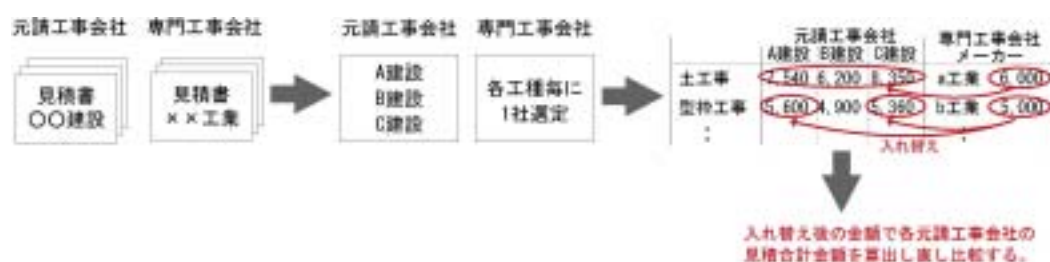 元請工事会社 専門工事会社
見積書
〇〇建設
見積書
××工業
元請工事会社 専門工事会社
A建設
B建設
C建設
各工種毎に
1社選定
元請工事会社 専門工事会社
A建設 B建設 C建設 メーカー
土工事 7,540 6,200 8,350 a工業 6,000
型枠工事 5,600 4,900 5,360 b工業 5,000
: :
入れ替え
入れ替え後の金額で各元請工事会社の
見積合計金額を算出し直し比較する。